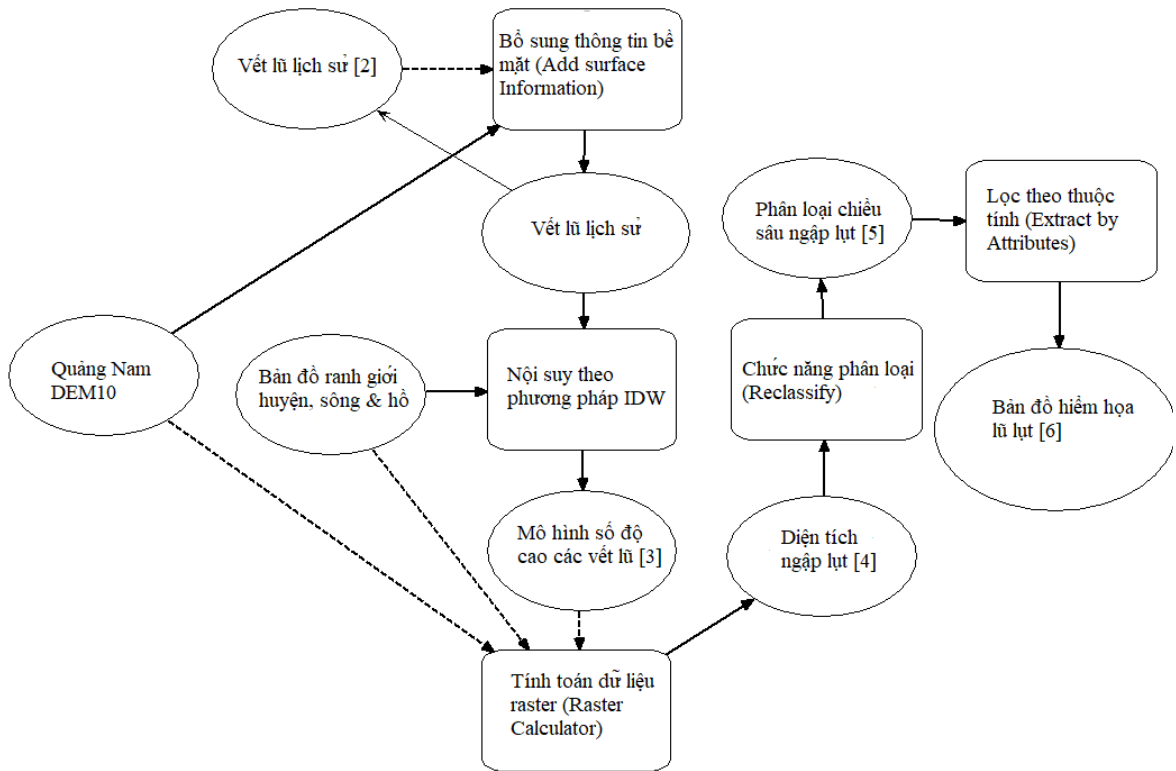 Vết lũ lịch sử [2]
Bổ sung thông tin bề
mặt (Add surface
Information)
Vết lũ lịch sử
Phân loại chiều
sâu ngập lụt [5]
Lọc theo thuộc
tính (Extract by
Attributes)
Quảng Nam
DEM10
Bản đồ ranh giới
huyện, sông & hồ
Nội suy theo
phương pháp IDW
Chức năng phân loại
(Reclassify)
Bản đồ hiểm họa
lũ lụt [6]
Mô hình số độ
cao các vết lũ [3]
Diện tích
ngập lụt [4]
Tính toán dữ liệu
raster (Raster
Calculator)